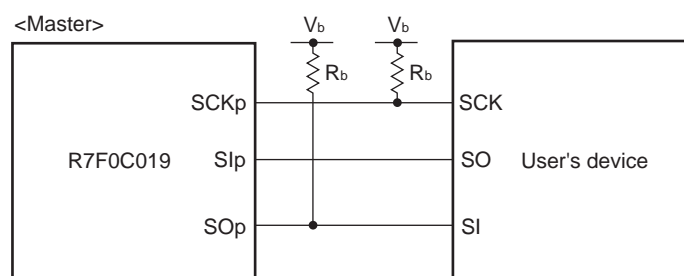 <Master>
Vb Vb
Rb Rb
SCKp SCK
R7F0C019 SIp SO User's device
SOp SI